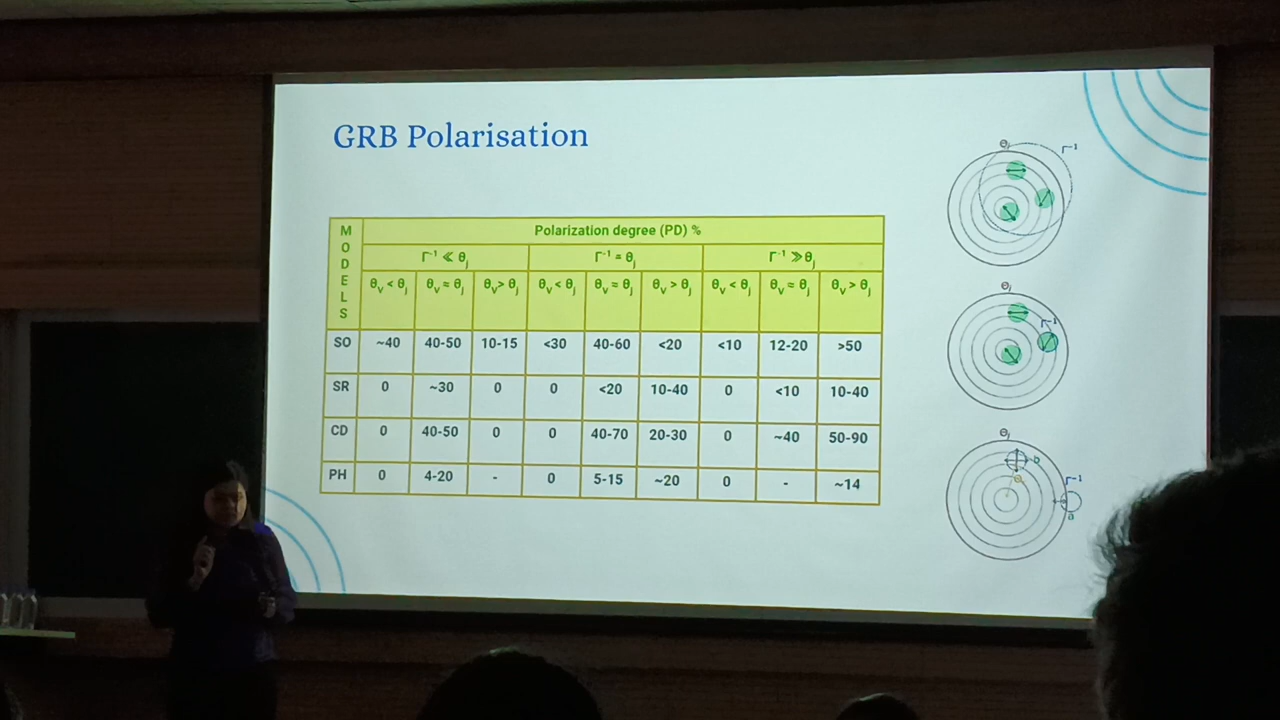 GRB Polarisation
MODELS
Polarization degree (PD) %
Γ⁻¹ ≪ θj Γ⁻¹ = θj Γ⁻¹ ≫ θj
θv < θj θv ≈ θj θv > θj θv < θj θv ≈ θj θv > θj θv < θj θv ≈ θj θv > θj
SO ~40 40-50 10-15 <30 40-60 <20 <10 12-20 >50
SR 0 ~30 0 0 <20 10-40 0 <10 10-40
CD 0 40-50 0 0 40-70 20-30 0 ~40 50-90
PH 0 4-20 - 0 5-15 ~20 0 - ~14
θj Γ⁻¹
θj
Γ⁻¹
θj
Γ⁻¹